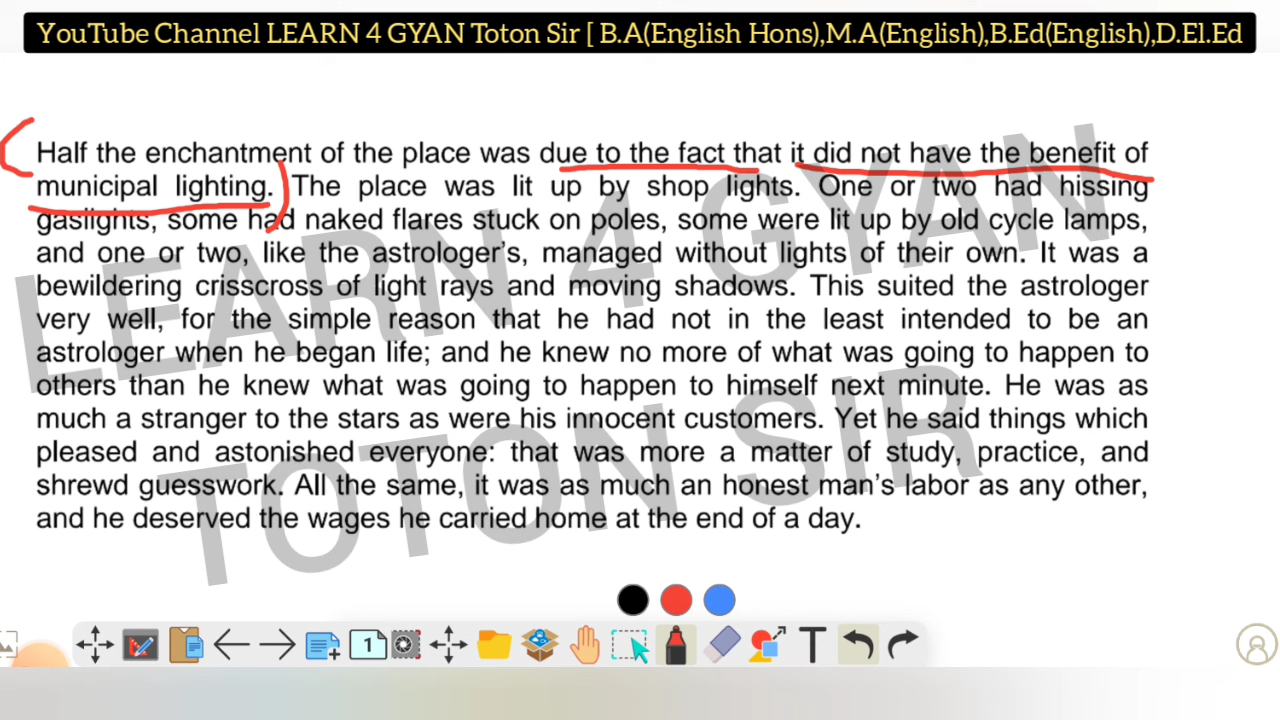 YouTube Channel LEARN 4 GYAN Toton Sir [ B.A(English Hons),M.A(English),B.Ed(English),D.El.Ed
Half the enchantment of the place was due to the fact that it did not have the benefit of
municipal lighting. The place was lit up by shop lights. One or two had hissing
gaslights, some had naked flares stuck on poles, some were lit up by old cycle lamps,
and one or two, like the astrologer's, managed without lights of their own. It was a
bewildering crisscross of light rays and moving shadows. This suited the astrologer
very well, for the simple reason that he had not in the least intended to be an
astrologer when he began life; and he knew no more of what was going to happen to
others than he knew what was going to happen to himself next minute. He was as
much a stranger to the stars as were his innocent customers. Yet he said things which
pleased and astonished everyone: that was more a matter of study, practice, and
shrewd guesswork. All the same, it was as much an honest man's labor as any other,
and he deserved the wages he carried home at the end of a day.
LEARN 4 GYAN
TOTON SIR
1
T